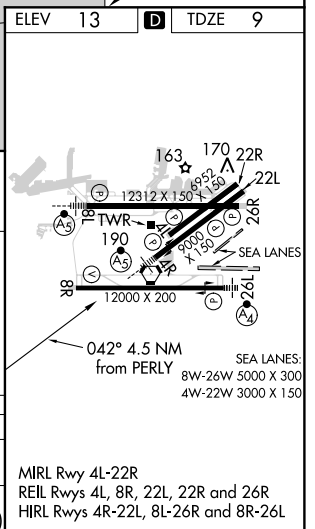 ELEV 13 D TDZE 9
163 170 22R
22L
6952 X 150
12312 X 150
P
8L
A5
TWR
4L
P
P
P
26R
190
A5
9000 X 150
4R
SEA LANES
V
8R
12000 X 200
P
26L
A4
042° 4.5 NM
from PERLY
SEA LANES:
8W-26W 5000 X 300
4W-22W 3000 X 150
MIRL Rwy 4L-22R
REIL Rwys 4L, 8R, 22L, 22R and 26R
HIRL Rwys 4R-22L, 8L-26R and 8R-26L